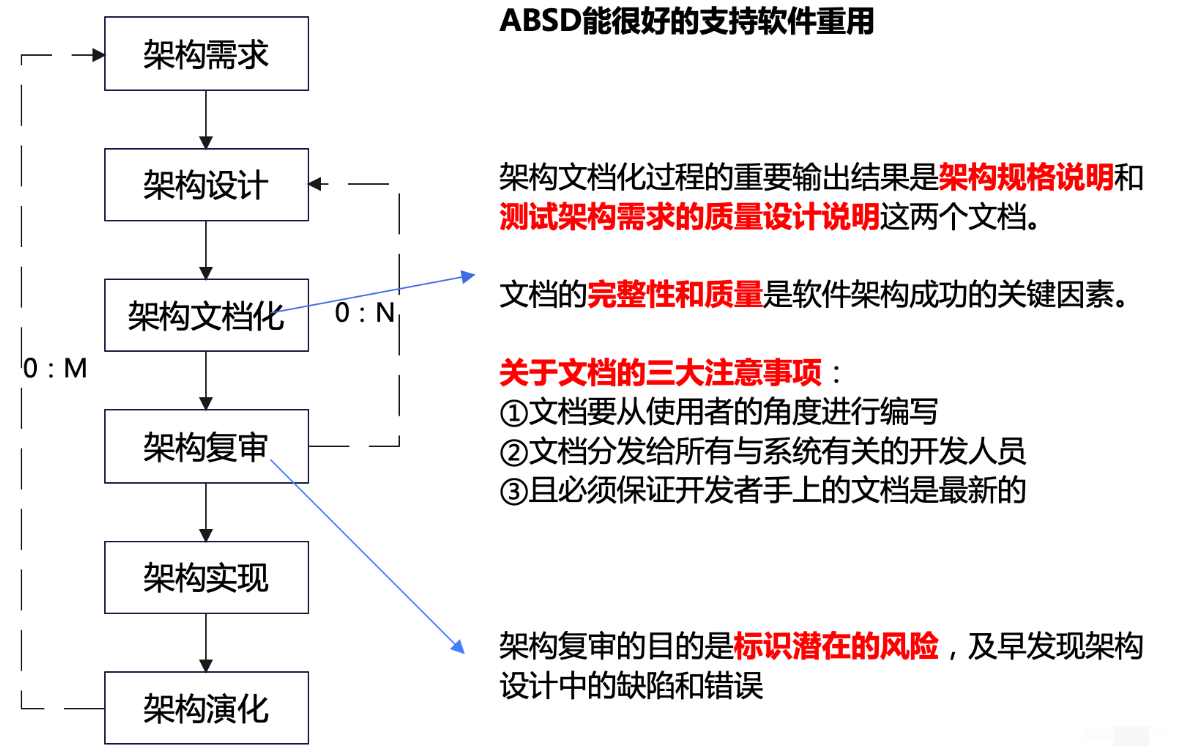 ABSD能很好的支持软件重用
架构需求
架构设计
架构文档化
0：N
0：M
架构复审
架构实现
架构演化
架构文档化过程的重要输出结果是架构规格说明和
测试架构需求的质量设计说明这两个文档。
文档的完整性和质量是软件架构成功的关键因素。
关于文档的三大注意事项：
①文档要从使用者的角度进行编写
②文档分发给所有与系统有关的开发人员
③且必须保证开发者手上的文档是最新的
架构复审的目的是标识潜在的风险，及早发现架构
设计中的缺陷和错误